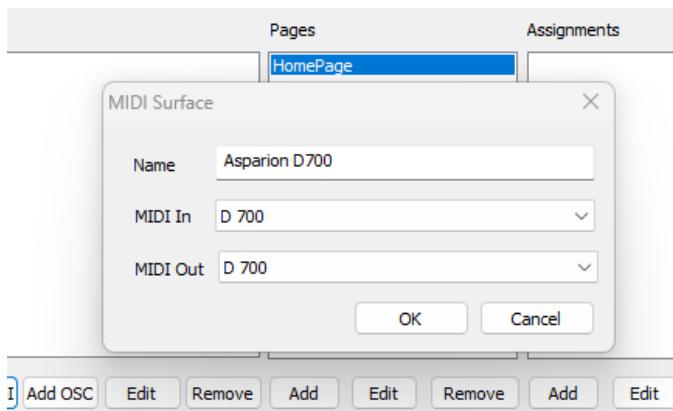 Pages Assignments
HomePage
MIDI Surface
Name Asparion D700
MIDI In D 700
MIDI Out D 700
OK Cancel
Add OSC Edit Remove Add Edit Remove Add Edit